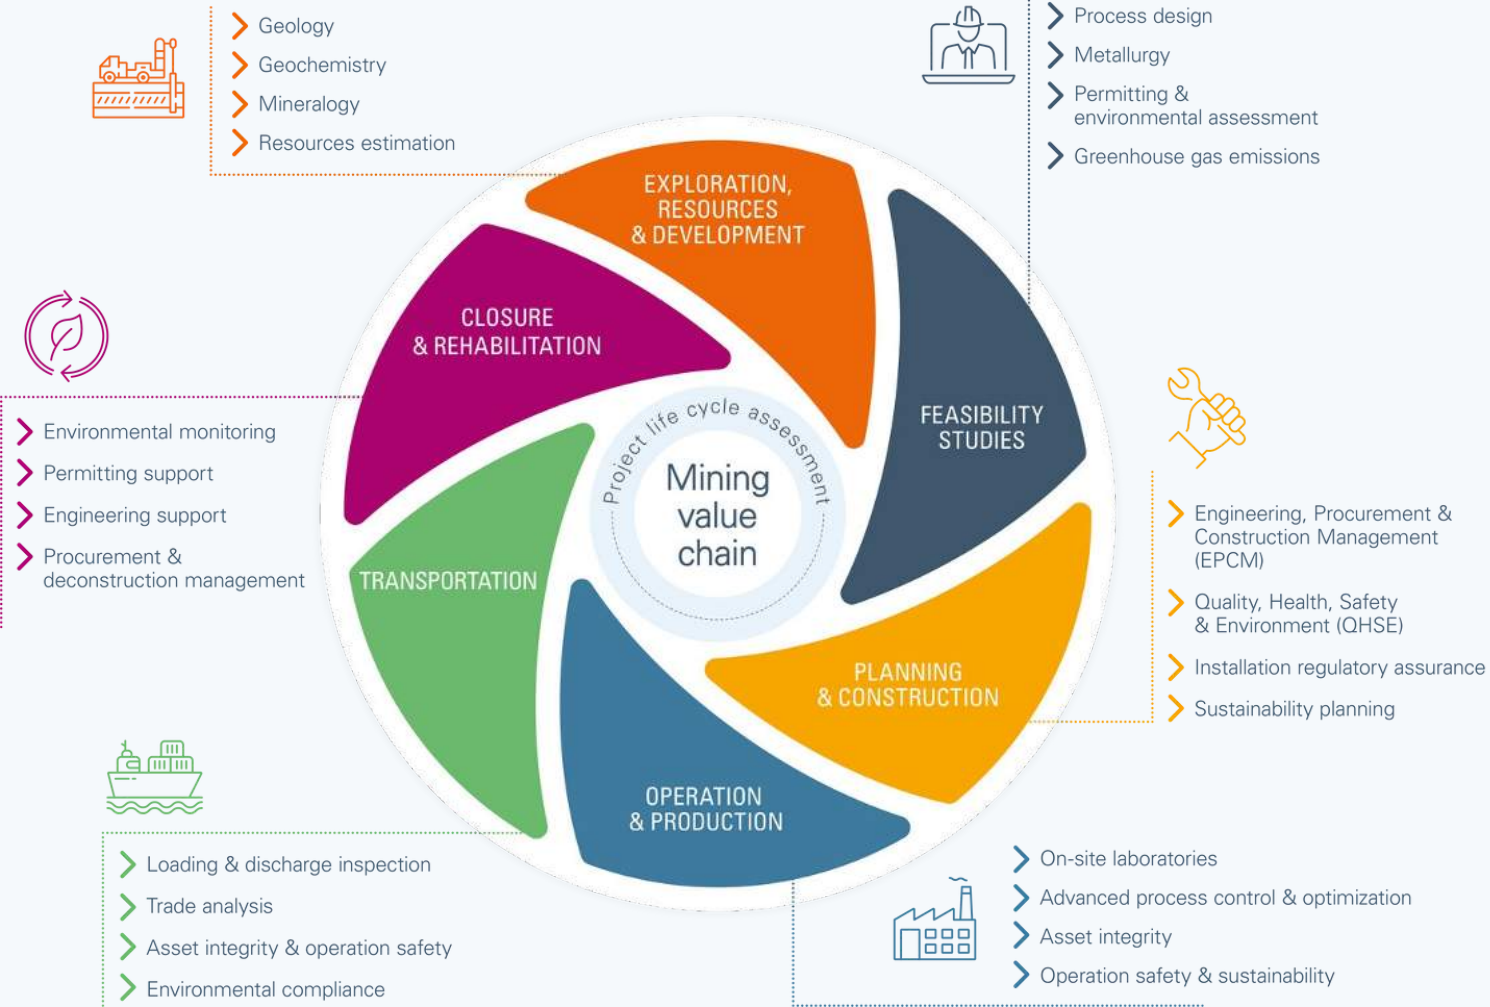 Geology
Geochemistry
Mineralogy
Resources estimation
Process design
Metallurgy
Permitting &
environmental assessment
Greenhouse gas emissions
EXPLORATION,
RESOURCES
& DEVELOPMENT
CLOSURE
& REHABILITATION
FEASIBILITY
STUDIES
Project life cycle assessment
Mining
value
chain
Environmental monitoring
Permitting support
Engineering support
Procurement &
deconstruction management
Engineering, Procurement &
Construction Management
(EPCM)
Quality, Health, Safety
& Environment (QHSE)
Installation regulatory assurance
Sustainability planning
TRANSPORTATION
PLANNING
& CONSTRUCTION
OPERATION
& PRODUCTION
Loading & discharge inspection
Trade analysis
Asset integrity & operation safety
Environmental compliance
On-site laboratories
Advanced process control & optimization
Asset integrity
Operation safety & sustainability